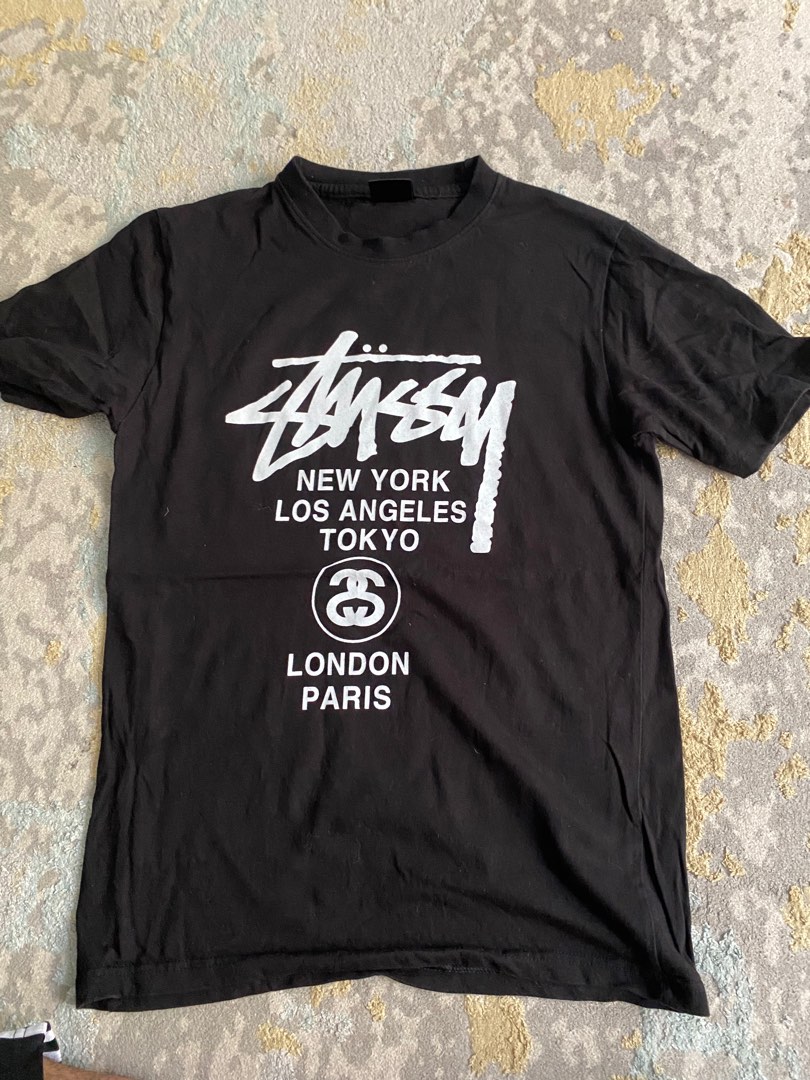 Stüssy
NEW YORK
LOS ANGELES
TOKYO
LONDON
PARIS